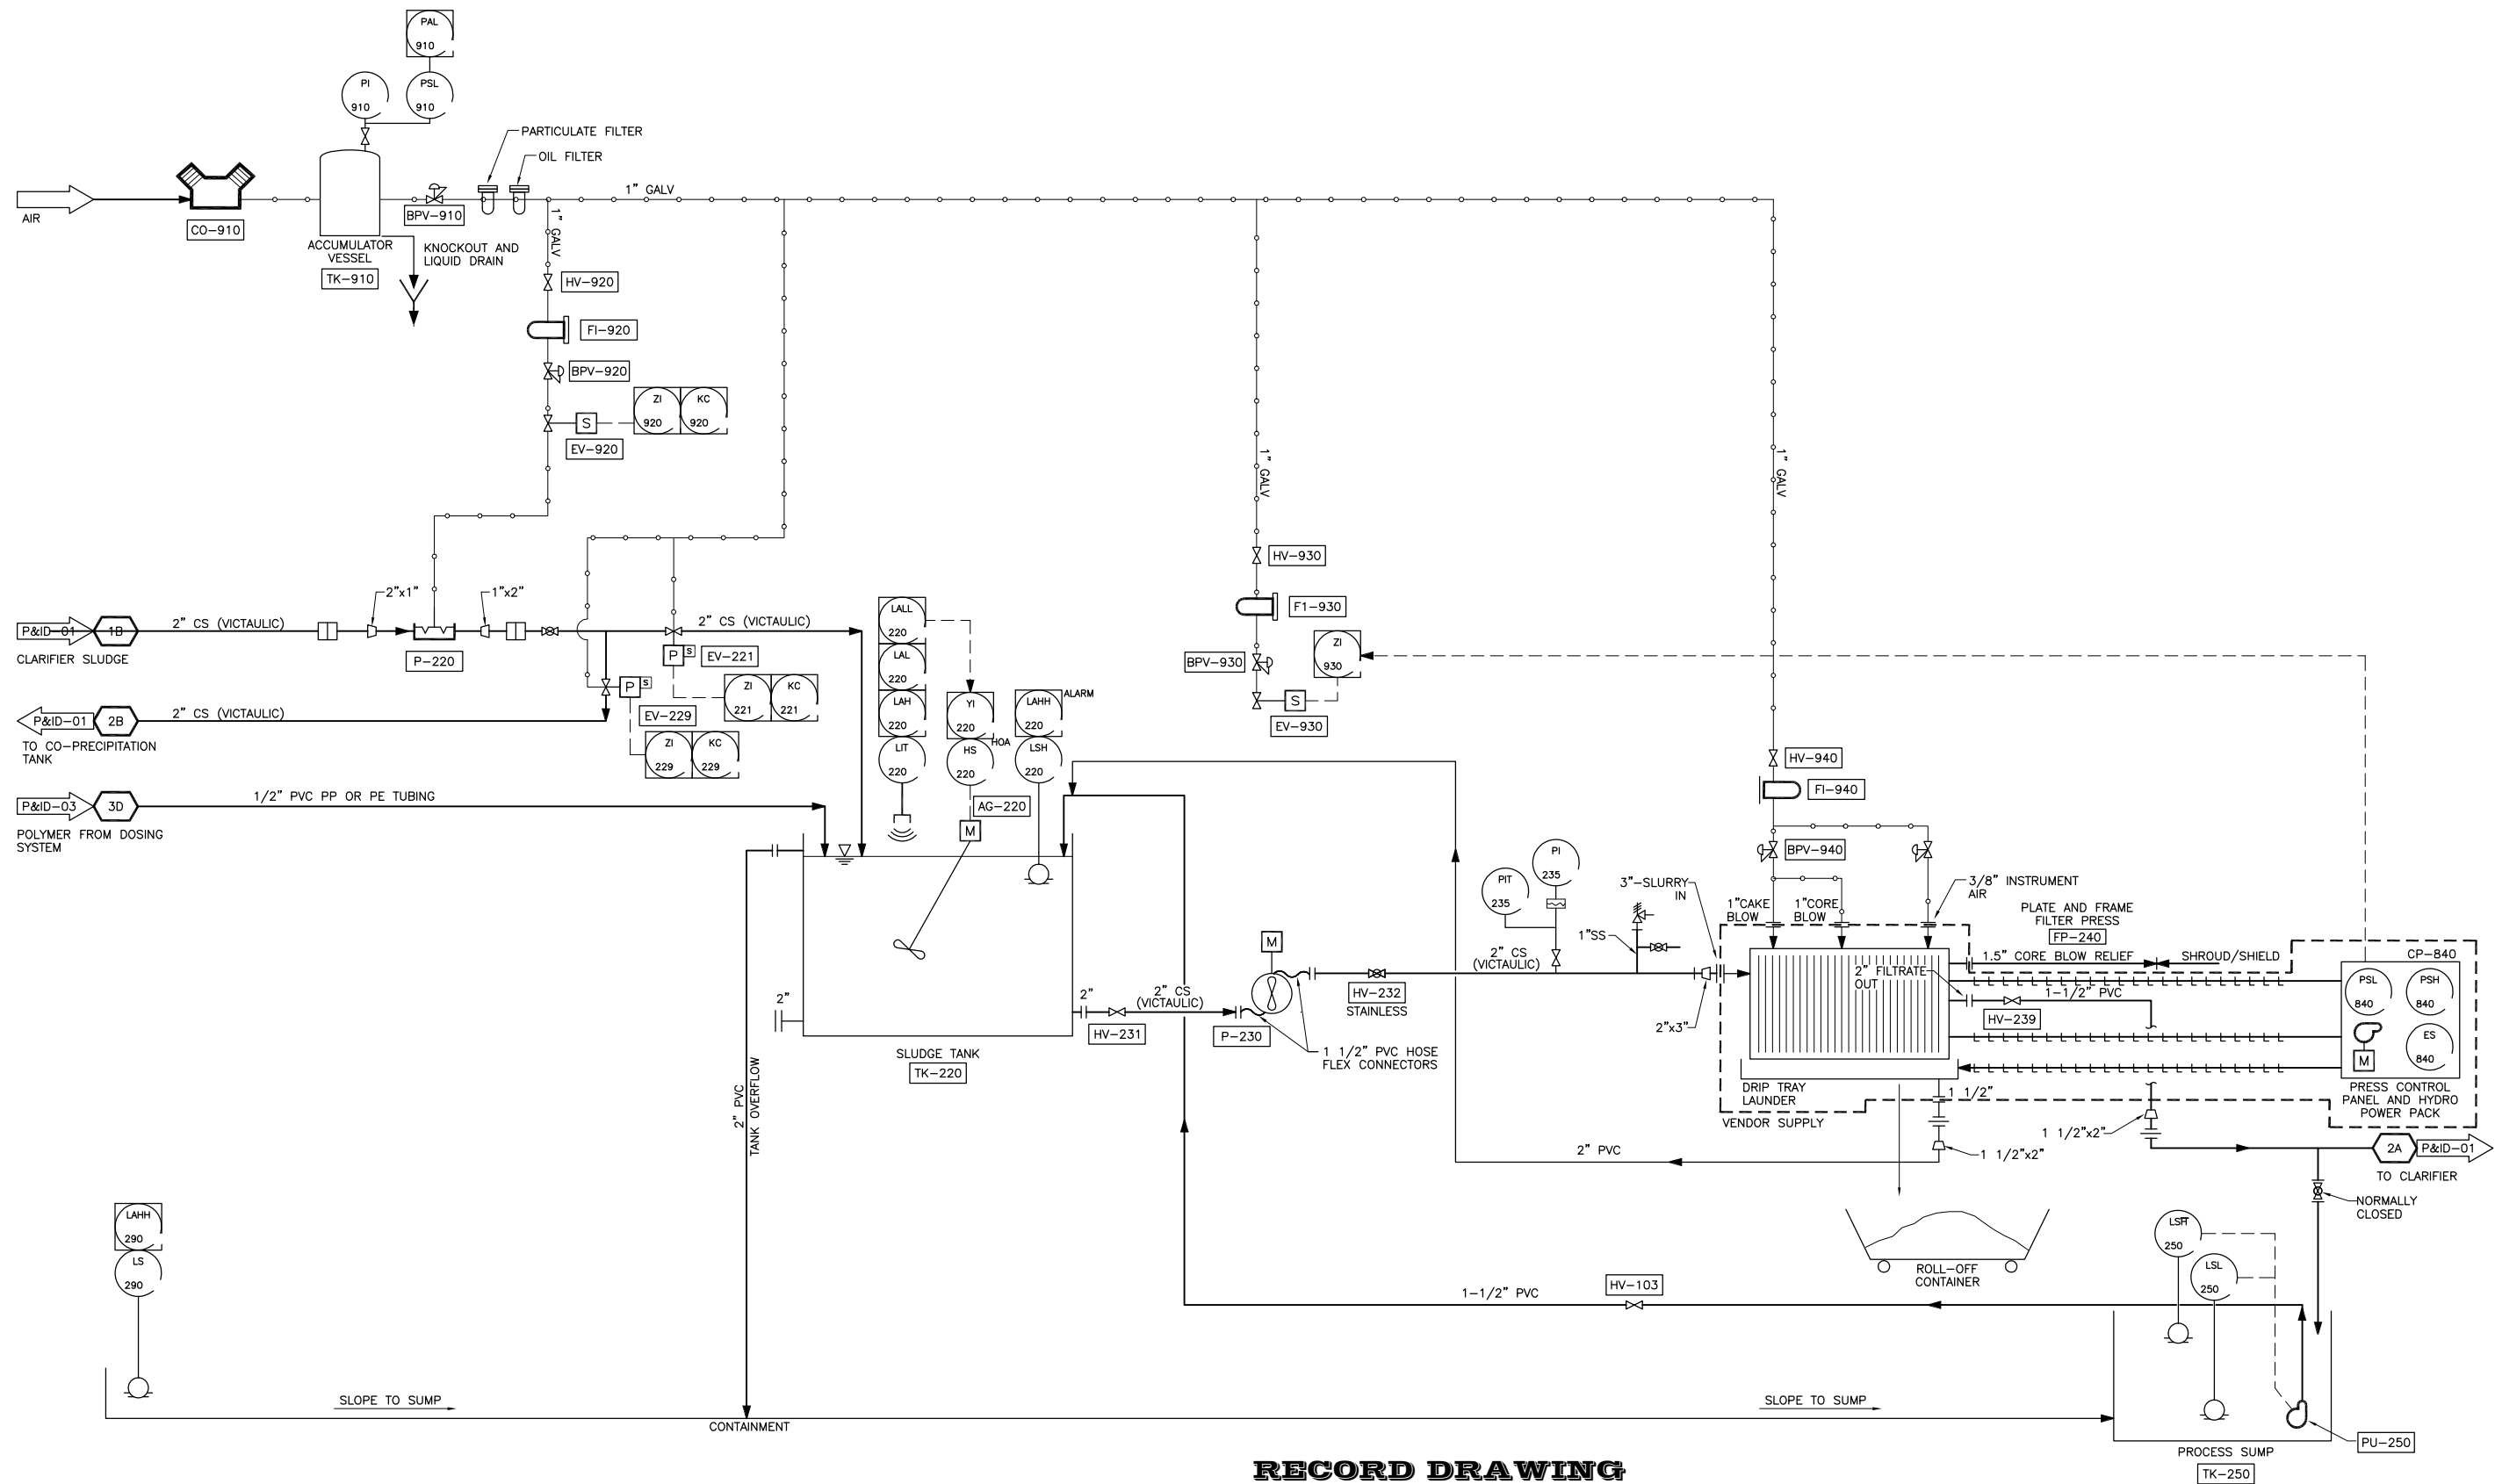 PAL
910
PI
910
PSL
910
PARTICULATE FILTER
OIL FILTER
AIR
CO-910
ACCUMULATOR
VESSEL
TK-910
KNOCKOUT AND
LIQUID DRAIN
BPV-910
1" GALV
1" GALV
HV-920
FI-920
BPV-920
ZI
920
KC
920
S
EV-920
1" GALV
1" GALV
HV-930
F1-930
BPV-930
ZI
930
S
EV-930
P&ID-01
1B
2" CS (VICTAULIC)
CLARIFIER SLUDGE
2"x1"
1"x2"
P-220
2" CS (VICTAULIC)
P
S
EV-221
ZI
221
KC
221
P
S
EV-229
ZI
229
KC
229
P&ID-01
2B
2" CS (VICTAULIC)
TO CO-PRECIPITATION
TANK
P&ID-03
3D
1/2" PVC PP OR PE TUBING
POLYMER FROM DOSING
SYSTEM
LALL
220
LAL
220
LAH
220
LIT
220
YI
220
HOA
HS
220
LAHH
220
ALARM
LSH
220
AG-220
M
2"
2"
HV-231
2" CS
(VICTAULIC)
SLUDGE TANK
TK-220
2" PVC
TANK OVERFLOW
M
P-230
1 1/2" PVC HOSE
FLEX CONNECTORS
HV-232
STAINLESS
2" CS
(VICTAULIC)
PIT
235
PI
235
1"SS
3"-SLURRY
IN
2"x3"
HV-940
FI-940
BPV-940
1"CAKE
BLOW
1"CORE
BLOW
3/8" INSTRUMENT
AIR
PLATE AND FRAME
FILTER PRESS
FP-240
1.5" CORE BLOW RELIEF
SHROUD/SHIELD
2" FILTRATE
OUT
1-1/2" PVC
HV-239
CP-840
PSL
840
PSH
840
ES
840
M
PRESS CONTROL
PANEL AND HYDRO
POWER PACK
DRIP TRAY
LAUNDER
VENDOR SUPPLY
1 1/2"
1 1/2"x2"
1 1/2"x2"
2" PVC
2A
P&ID-01
TO CLARIFIER
NORMALLY
CLOSED
ROLL-OFF
CONTAINER
LSH
250
LSL
250
HV-103
1-1/2" PVC
LAHH
290
LS
290
SLOPE TO SUMP
CONTAINMENT
SLOPE TO SUMP
PU-250
PROCESS SUMP
TK-250
RECORD DRAWING